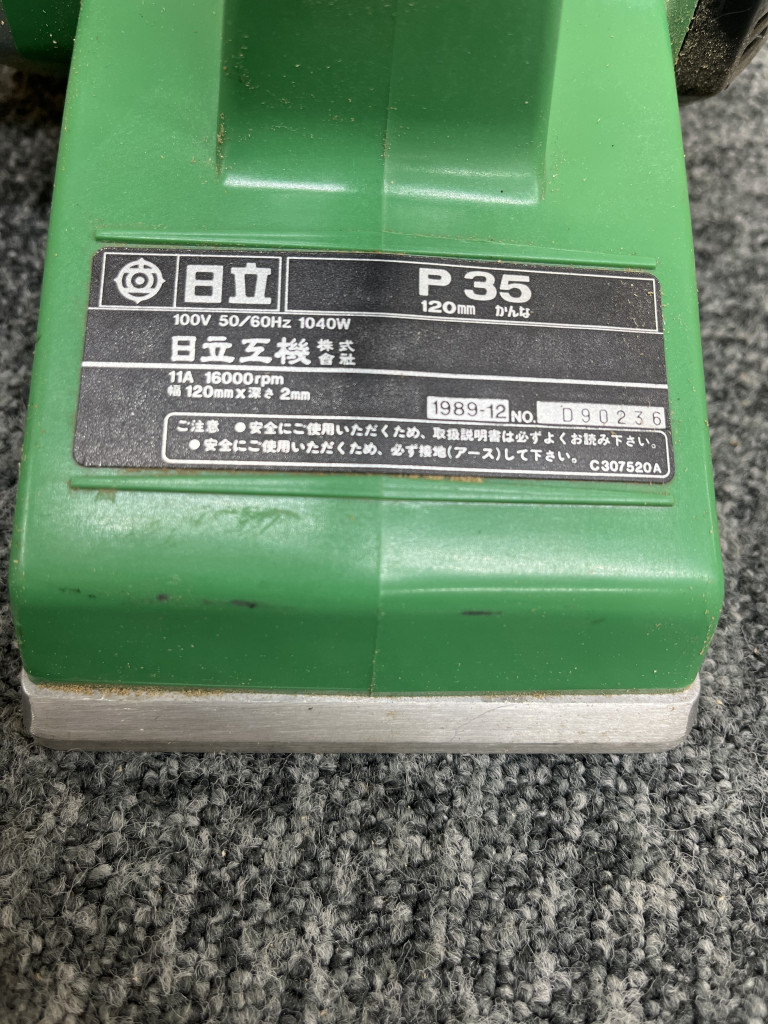 日立
P 35
120mm かんな
100V 50/60Hz 1040W
日立工機 株式会社
11A 16000rpm
幅 120mm x 深さ 2mm
1989-12 NO. D90236
ご注意 ●安全にご使用いただくため、取扱説明書は必ずよくお読み下さい。
●安全にご使用いただくため、必ず接地(アース)して下さい。
C307520A